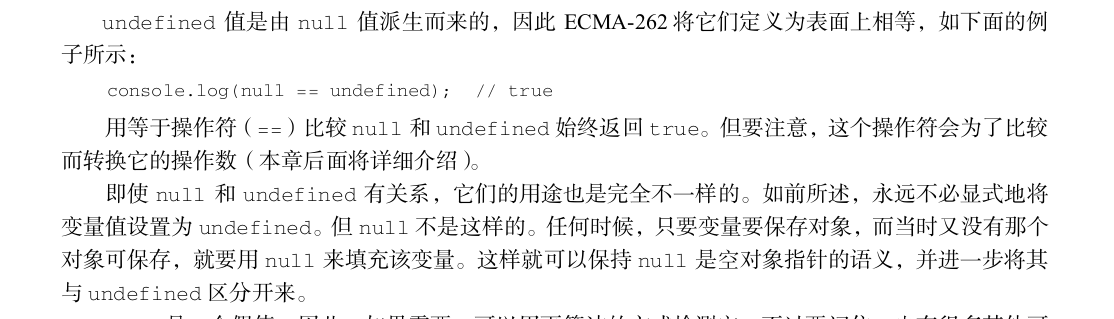 undefined 值是由 null 值派生而来的，因此 ECMA-262 将它们定义为表面上相等，如下面的例
子所示：
console.log(null == undefined);  // true
用等于操作符（==）比较 null 和 undefined 始终返回 true。但要注意，这个操作符会为了比较
而转换它的操作数（本章后面将详细介绍）。
即使 null 和 undefined 有关系，它们的用途也是完全不一样的。如前所述，永远不必显式地将
变量值设置为 undefined。但 null 不是这样的。任何时候，只要变量要保存对象，而当时又没有那个
对象可保存，就要用 null 来填充该变量。这样就可以保持 null 是空对象指针的语义，并进一步将其
与 undefined 区分开来。